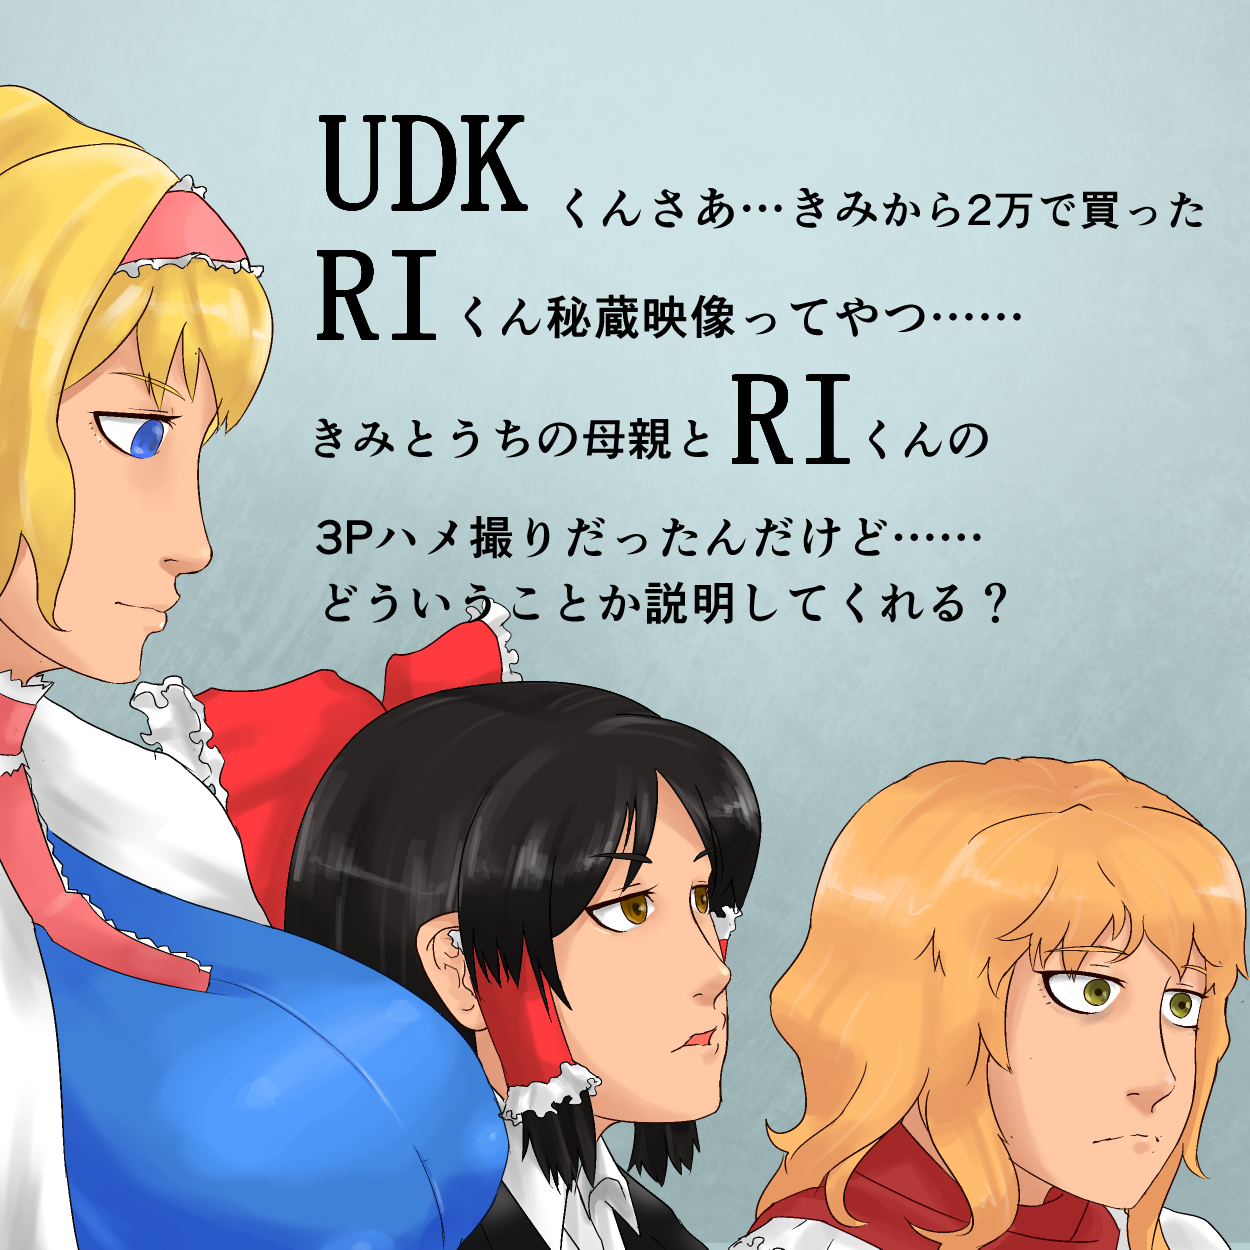 UDKくんさあ…きみから2万で買った
RIくん秘蔵映像ってやつ……
きみとうちの母親とRIくんの
3Pハメ撮りだったんだけど……
どういうことか説明してくれる？